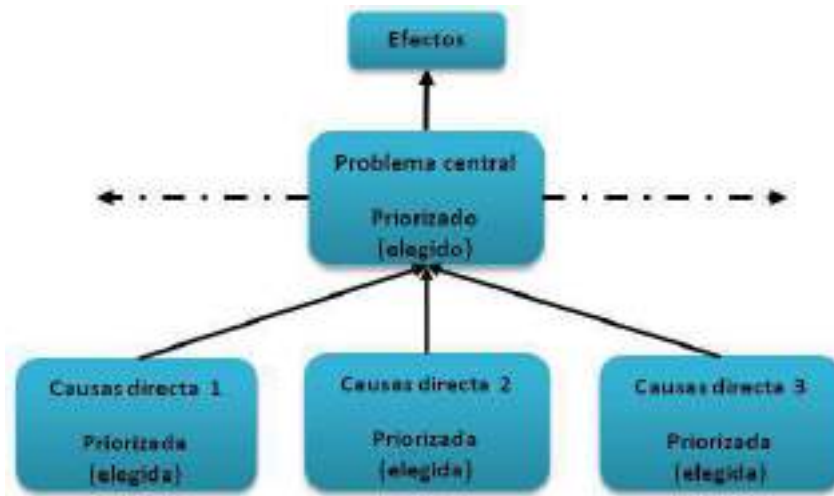 Efectos
Problema central
Priorizado
(elegido)
Causas directa 1
Priorizada
(elegida)
Causas directa 2
Priorizada
(elegida)
Causas directa 3
Priorizada
(elegida)